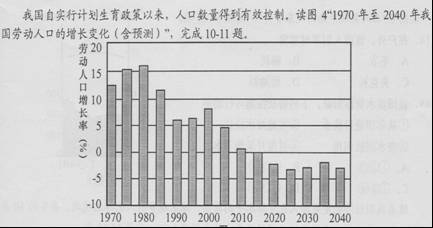 我国自实行计划生育政策以来，人口数量得到有效控制，读图4“1970年至2040年我
国劳动人口的增长变化（含预测）”，完成10-11题。
劳动人口增长率（%）
20
15
10
5
0
-5
-10
1970 1980 1990 2000 2010 2020 2030 2040